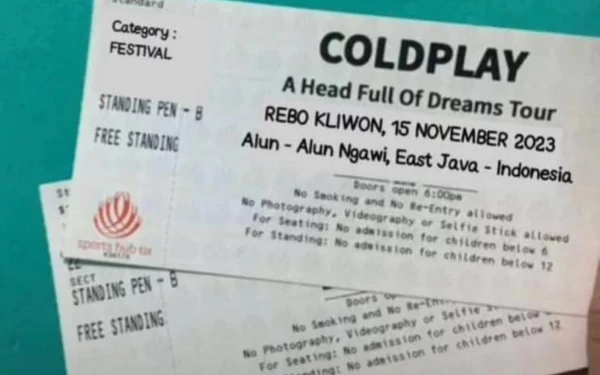 Standard
Category :
FESTIVAL
STANDING PEN - B
FREE STANDING
COLDPLAY
A Head Full Of Dreams Tour
REBO KLIWON, 15 NOVEMBER 2023
Alun - Alun Ngawi, East Java - Indonesia
Doors open 6:00pm
No Smoking and No Re-Entry allowed
No Photography, Videography or Selfie Stick allowed
For Seating: No admission for children below 6
For Standing: No admission for children below 12
sports hub tix
SECT
STANDING PEN - B
FREE STANDING
Doors
No Smoking and No
No Photography, Videography or Selfie
For Seating: No admission for children
For Standing: No admission for children below 12